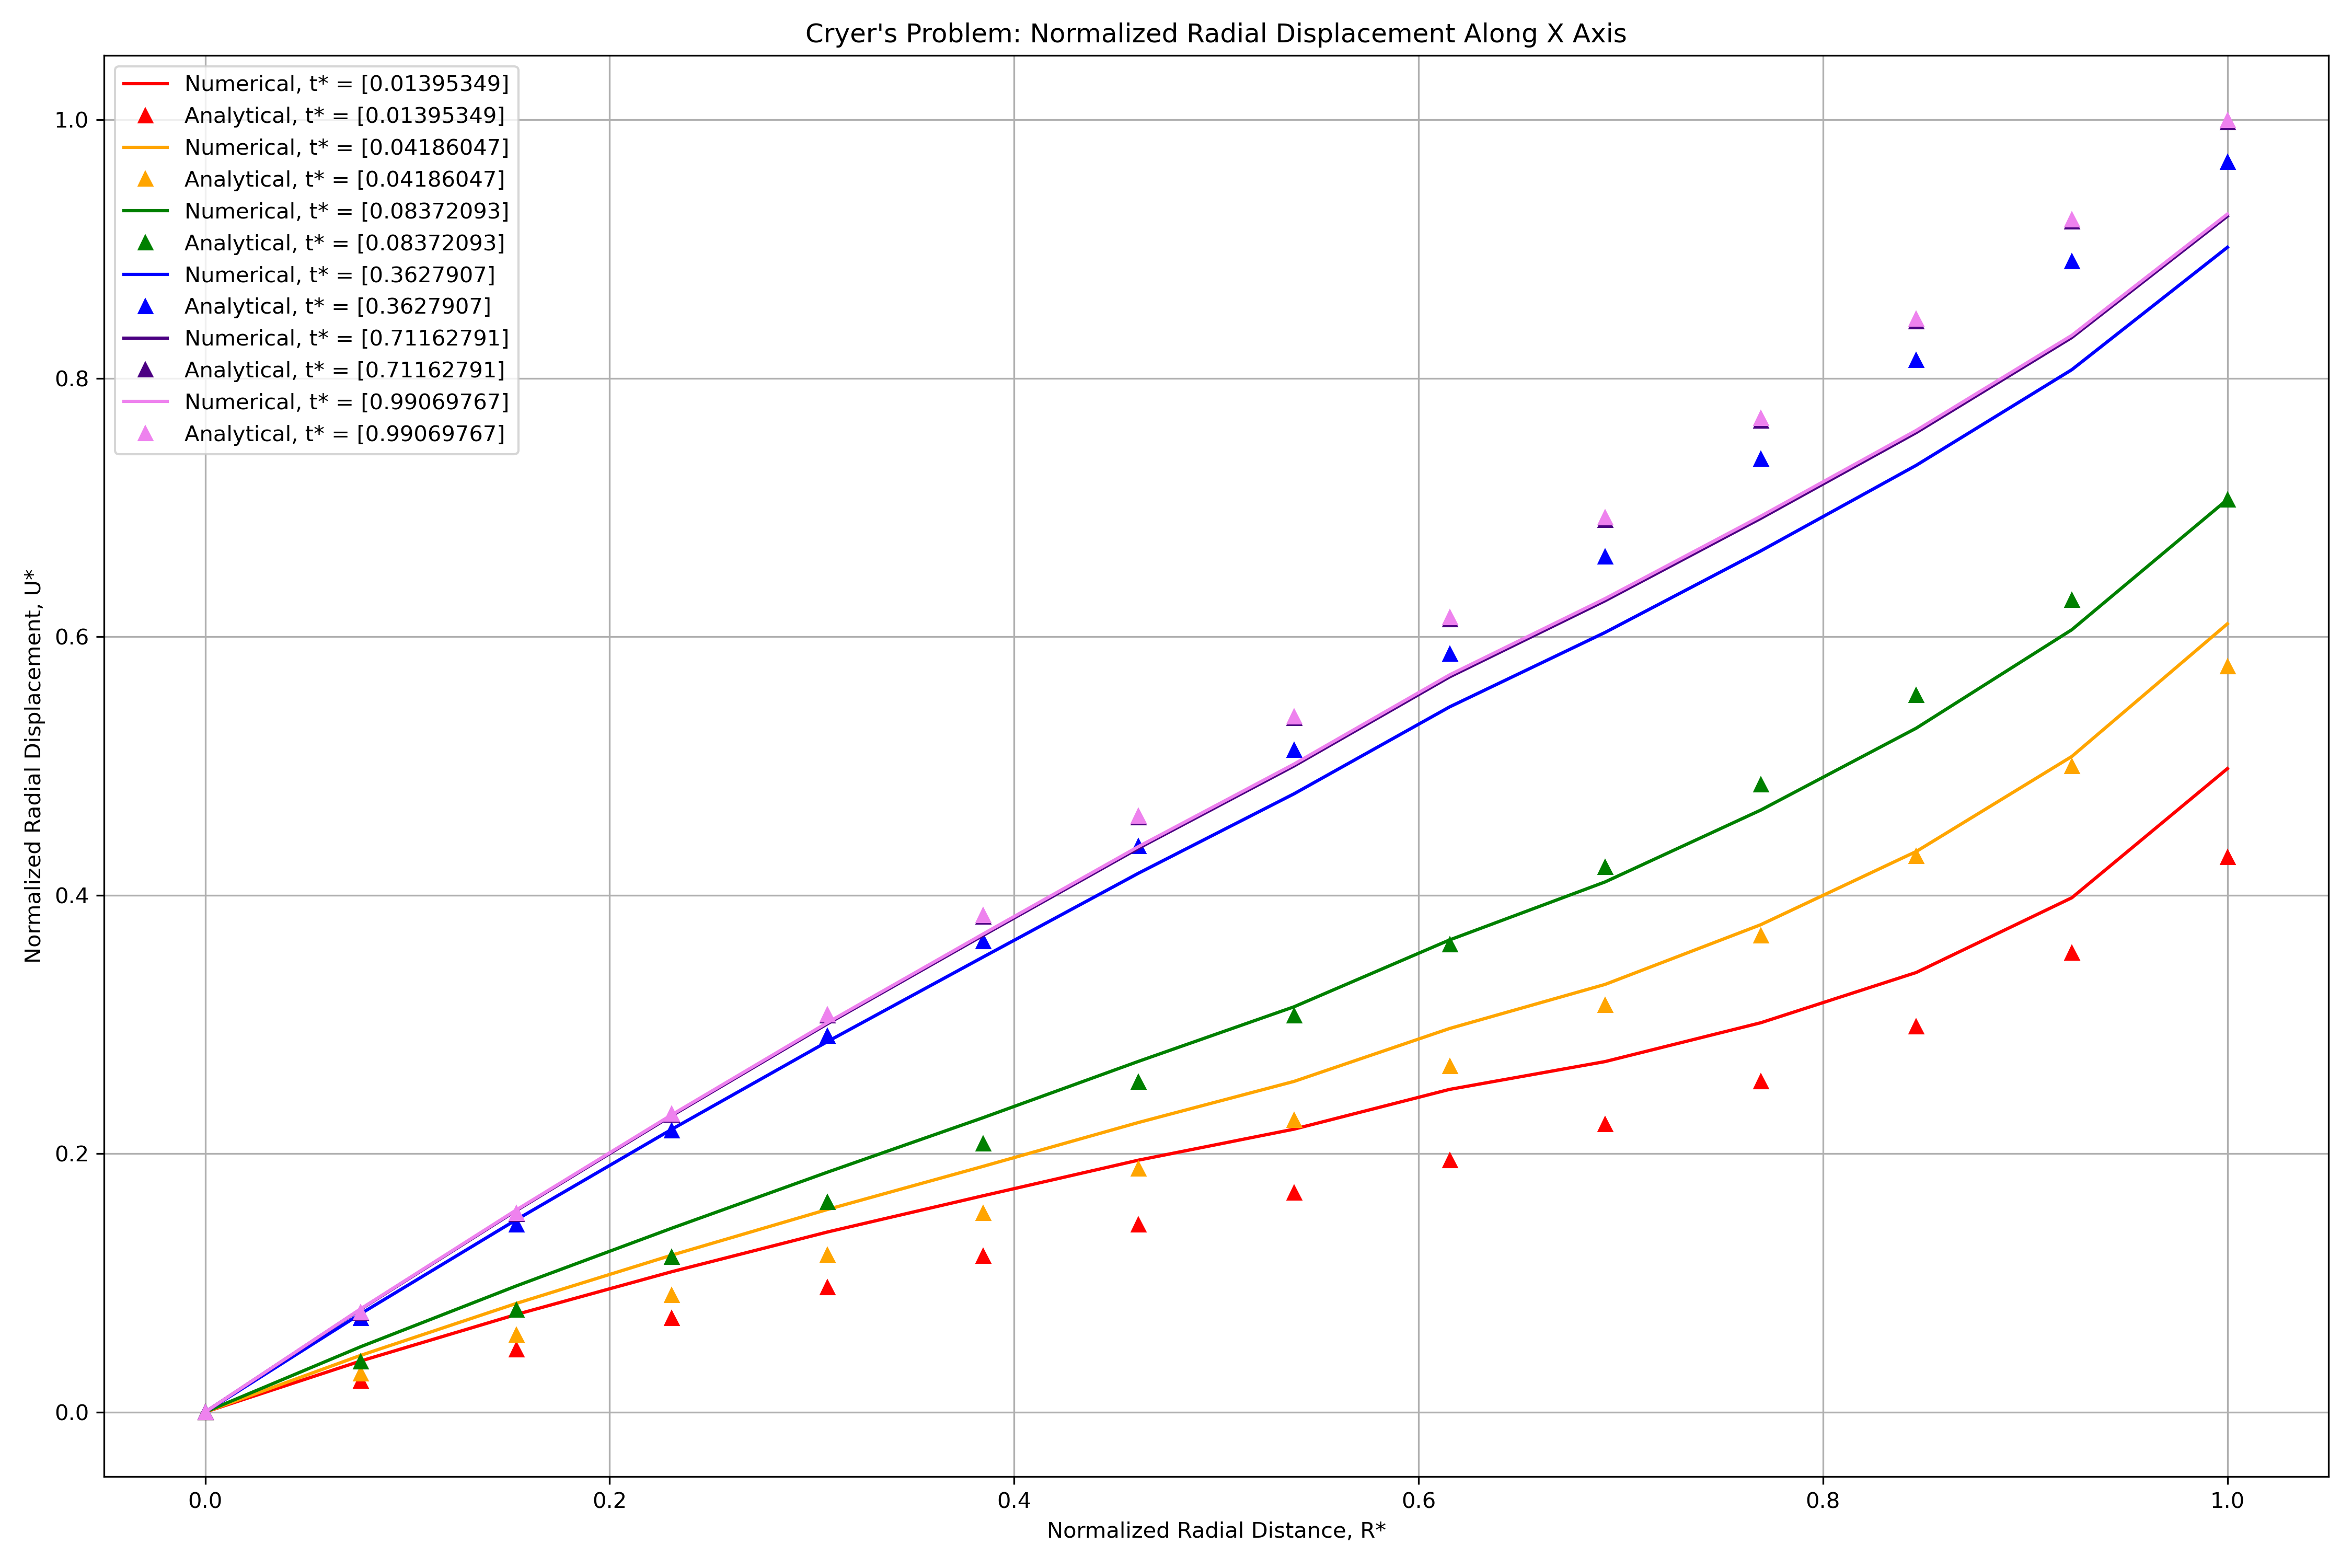 Cryer's Problem: Normalized Radial Displacement Along X Axis
Numerical, t* = [0.01395349]
Analytical, t* = [0.01395349]
Numerical, t* = [0.04186047]
Analytical, t* = [0.04186047]
Numerical, t* = [0.08372093]
Analytical, t* = [0.08372093]
Numerical, t* = [0.3627907]
Analytical, t* = [0.3627907]
Numerical, t* = [0.71162791]
Analytical, t* = [0.71162791]
Numerical, t* = [0.99069767]
Analytical, t* = [0.99069767]
Normalized Radial Displacement, U*
1.0
0.8
0.6
0.4
0.2
0.0
0.0 0.2 0.4 0.6 0.8 1.0
Normalized Radial Distance, R*